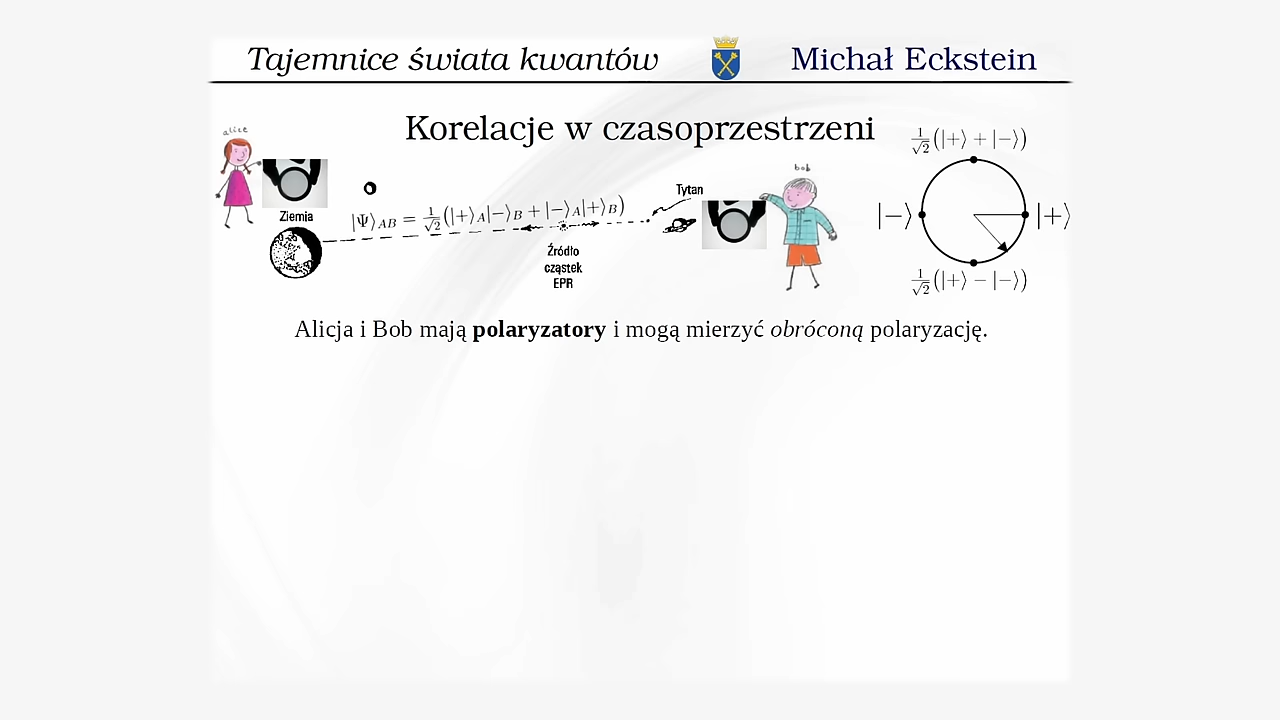 Tajemnice świata kwantów Michał Eckstein
Korelacje w czasoprzestrzeni
alice
Ziemia
|Ψ⟩AB = 1/√2(|+⟩A|−⟩B + |−⟩A|+⟩B)
Źródło
cząstek
EPR
Tytan
bob
1/√2(|+⟩ + |−⟩)
|−⟩ |+⟩
1/√2(|+⟩ − |−⟩)
Alicja i Bob mają polaryzatory i mogą mierzyć obróconą polaryzację.